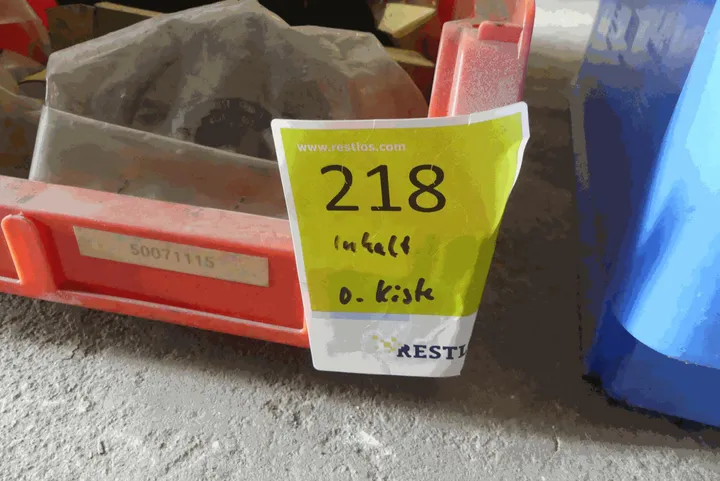 www.restlos.com
218
Inhalt
o. Kiste
RESTL
50071115